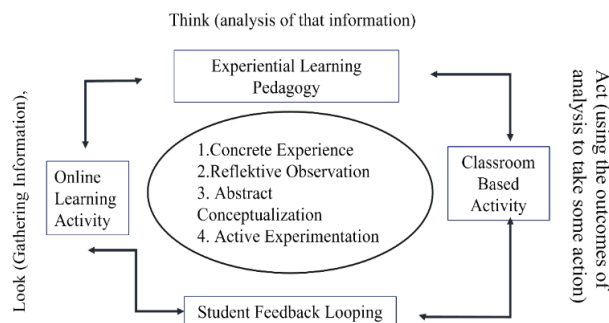 Think (analysis of that information)
Experiential Learning
Pedagogy
Look (Gathering Information),
Online
Learning
Activity
1.Concrete Experience
2.Reflektive Observation
3. Abstract
Conceptualization
4. Active Experimentation
Classroom
Based
Activity
Act (using the outcomes of
analysis to take some action)
Student Feedback Looping